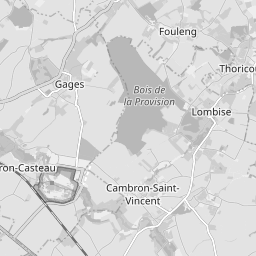 Fouleng
Thoricou
Gages
Bois de
la Provision
Lombise
ron-Casteau
Cambron-Saint-
Vincent